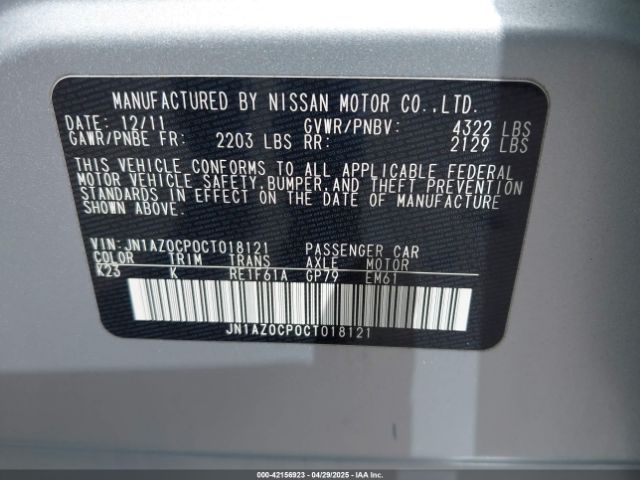 MANUFACTURED BY NISSAN MOTOR CO.,LTD.
DATE: 12/11 GVWR/PNBV: 4322 LBS
GAWR/PNBE FR: 2203 LBS RR: 2129 LBS
THIS VEHICLE CONFORMS TO ALL APPLICABLE FEDERAL
MOTOR VEHICLE SAFETY,BUMPER,AND THEFT PREVENTION
STANDARDS IN EFFECT ON THE DATE OF MANUFACTURE
SHOWN ABOVE.
VIN:JN1AZ0CP0CT018121 PASSENGER CAR
COLOR TRIM TRANS AXLE MOTOR
K23 K RE1F61A GP79 EM61
JN1AZ0CP0CT018121
000-42156923 - 04/29/2025 - IAA Inc.